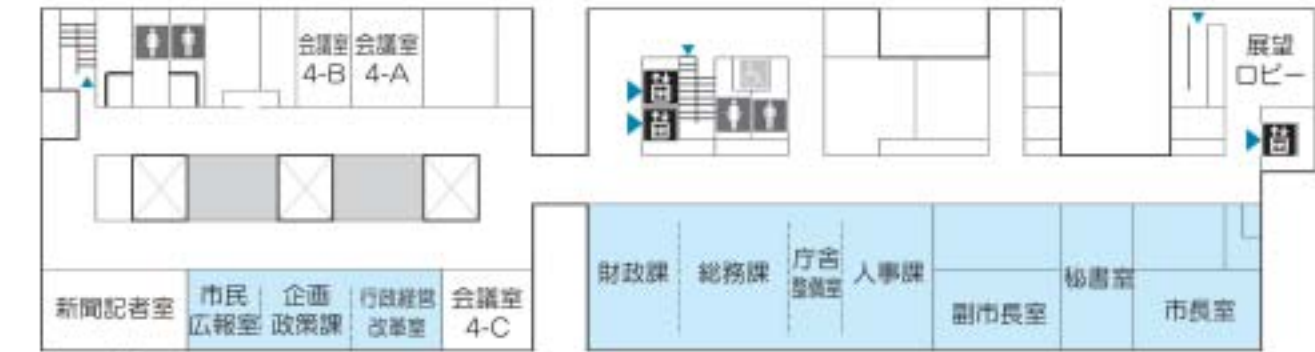 会議室
4-B
会議室
4-A
展望
ロビー
新聞記者室
市民
広報室
企画
政策課
行政経営
改革室
会議室
4-C
財政課
総務課
庁舎
整備室
人事課
副市長室
秘書室
市長室